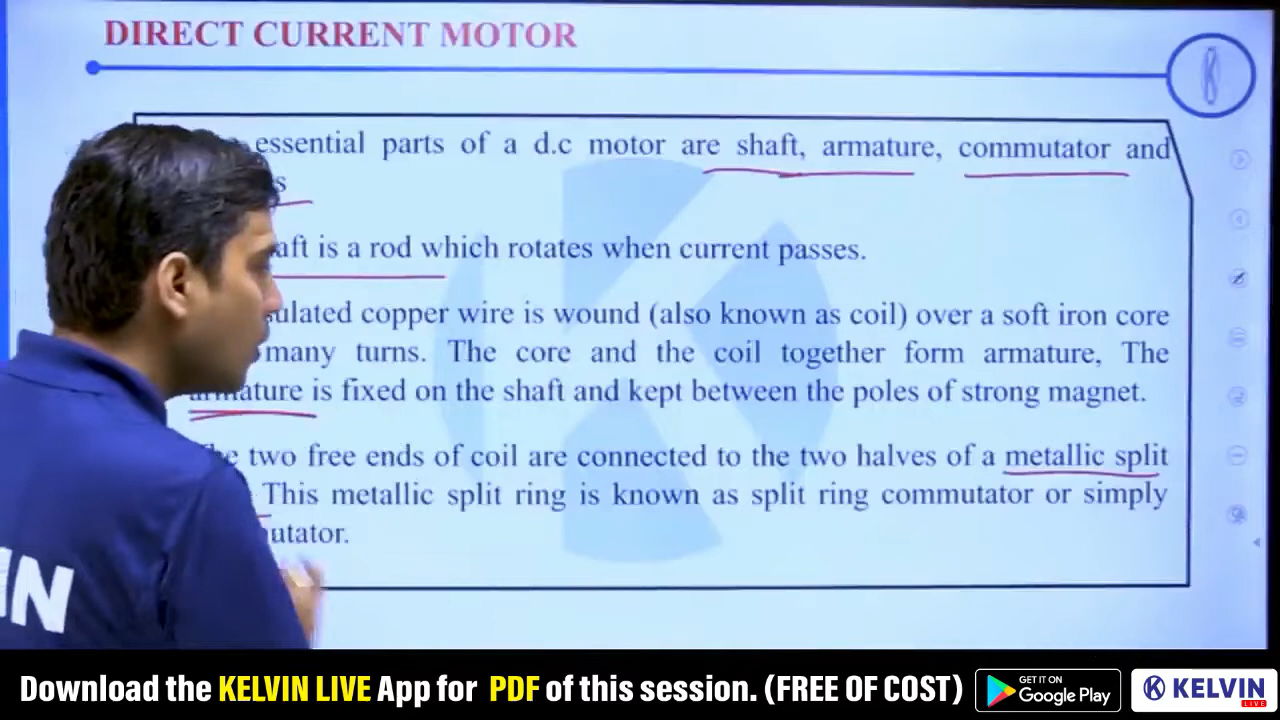 DIRECT CURRENT MOTOR
essential parts of a d.c motor are shaft, armature, commutator and
is a rod which rotates when current passes.
copper wire is wound (also known as coil) over a soft iron core
many turns. The core and the coil together form armature, The
armature is fixed on the shaft and kept between the poles of strong magnet.
The two free ends of coil are connected to the two halves of a metallic split
This metallic split ring is known as split ring commutator or simply
IN
Download the KELVIN LIVE App for PDF of this session. (FREE OF COST)
GET IT ON
Google Play
K KELVIN
LIVE